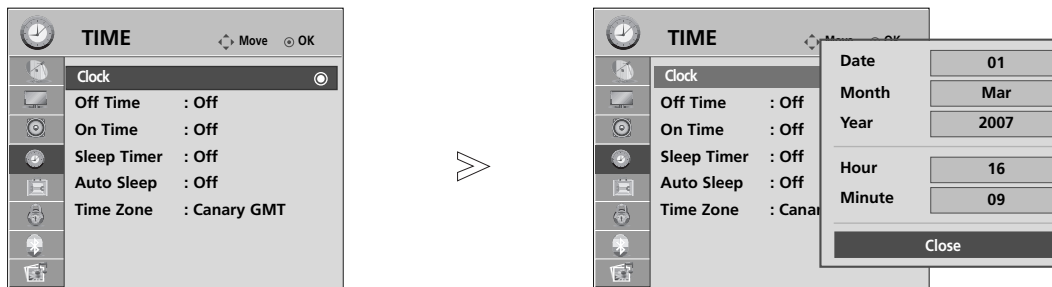 TIME Move OK
Clock
Off Time : Off
On Time : Off
Sleep Timer : Off
Auto Sleep : Off
Time Zone : Canary GMT
TIME Move OK
Clock
Off Time : Off
On Time : Off
Sleep Timer : Off
Auto Sleep : Off
Time Zone : Canar
Date 01
Month Mar
Year 2007
Hour 16
Minute 09
Close